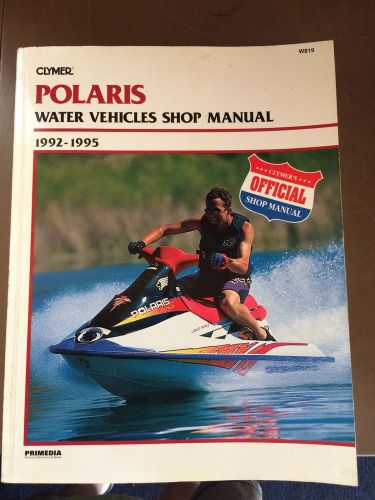 W819
CLYMER®
POLARIS
WATER VEHICLES SHOP MANUAL
1992-1995
CLYMER'S
OFFICIAL
SHOP MANUAL
POLARIS
PRIMEDIA